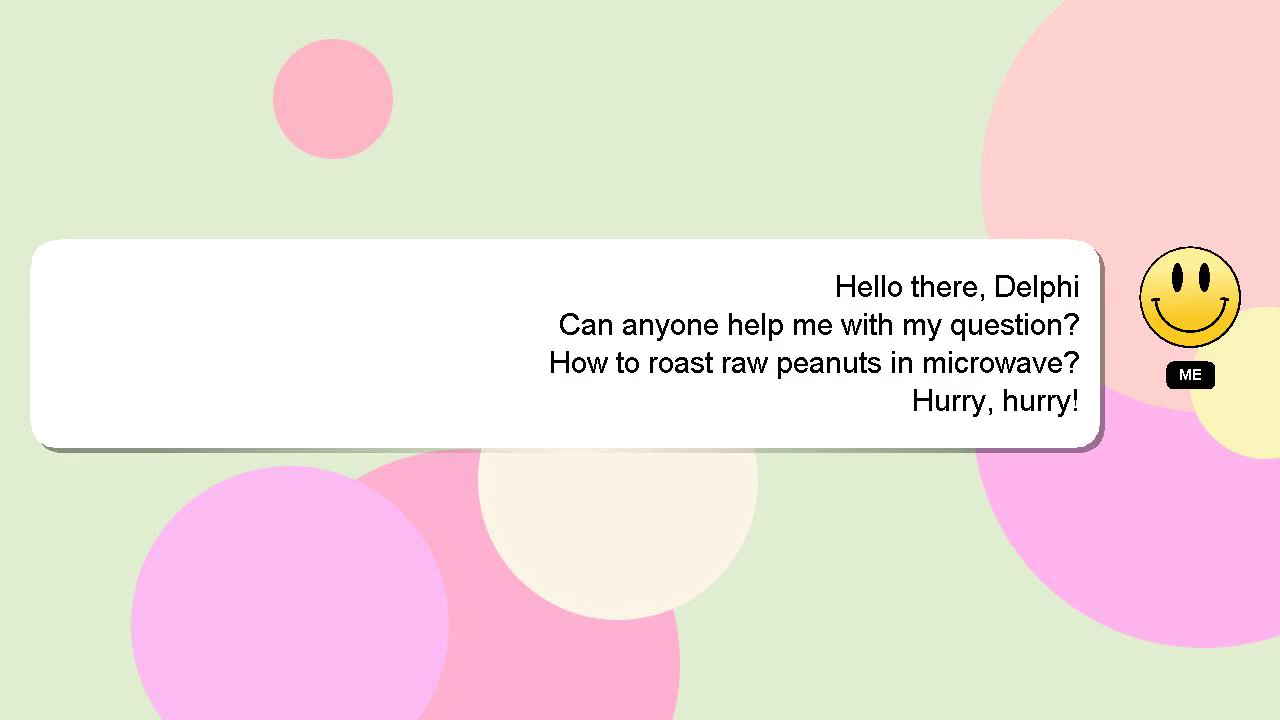 Hello there, Delphi
Can anyone help me with my question?
How to roast raw peanuts in microwave?
Hurry, hurry!
ME